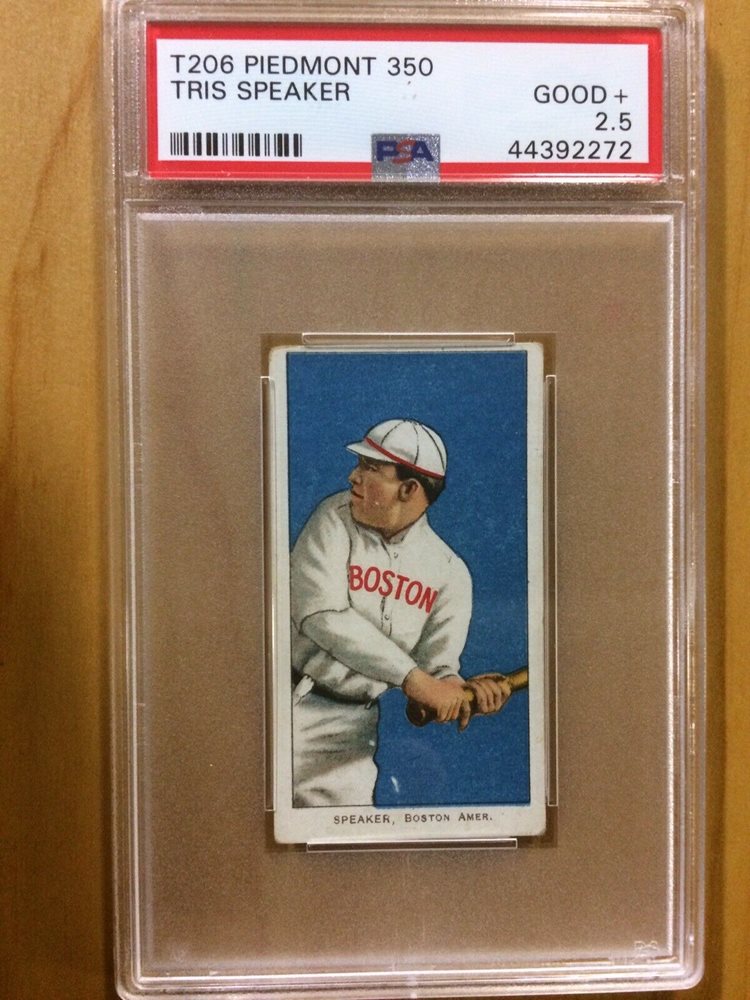 T206 PIEDMONT 350
TRIS SPEAKER
GOOD +
2.5
PSA
44392272
BOSTON
SPEAKER, BOSTON AMER.